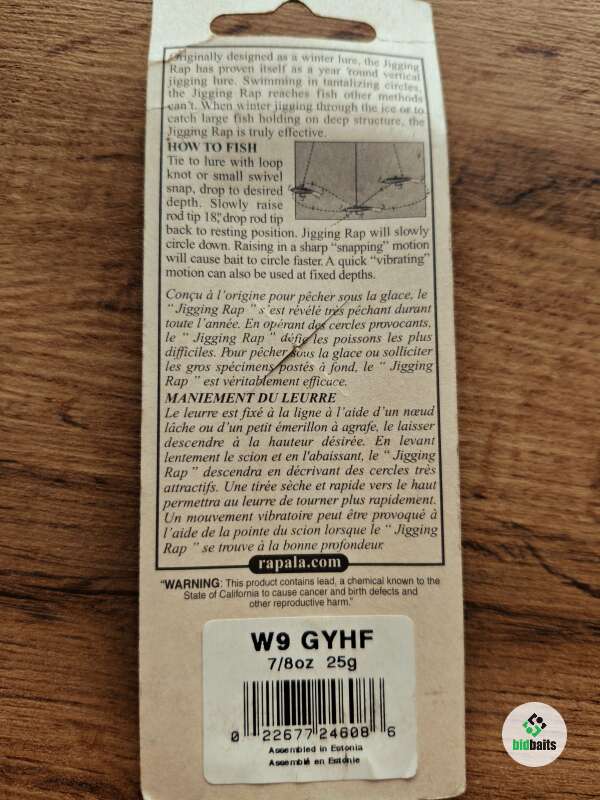 Originally designed as a winter lure, the Jigging
Rap has proven itself as a year 'round vertical
jigging lure. Swimming in tantalizing circles,
the Jigging Rap reaches fish other methods
can't. When winter jigging through the ice or to
catch large fish holding on deep structure, the
Jigging Rap is truly effective.
HOW TO FISH
Tie to lure with loop
knot or small swivel
snap, drop to desired
depth. Slowly raise
rod tip 18", drop rod tip
back to resting position. Jigging Rap will slowly
circle down. Raising in a sharp “snapping” motion
will cause bait to circle faster. A quick “vibrating”
motion can also be used at fixed depths.
Conçu à l'origine pour pêcher sous la glace, le
“ Jigging Rap ” s'est révélé très péchant durant
toute l'année. En opérant des cercles provocants,
le “ Jigging Rap ” défie les poissons les plus
difficiles. Pour pêcher sous la glace ou solliciter
les gros spécimens postés à fond, le “ Jigging
Rap ” est véritablement efficace.
MANIEMENT DU LEURRE
Le leurre est fixé à la ligne à l'aide d'un nœud
lâche ou d'un petit émerillon à agrafe, le laisser
descendre à la hauteur désirée. En levant
lentement le scion et en l'abaissant, le “ Jigging
Rap ” descendra en décrivant des cercles très
attractifs. Une tirée sèche et rapide vers le haut
permettra au leurre de tourner plus rapidement.
Un mouvement vibratoire peut être provoqué à
l'aide de la pointe du scion lorsque le “ Jigging
Rap ” se trouve à la bonne profondeur.
rapala.com
“WARNING: This product contains lead, a chemical known to the
State of California to cause cancer and birth defects and
other reproductive harm.”
W9 GYHF
7/8oz 25g
0 22677 24608 6
Assembled in Estonia
Assemblé en Estonie
bidbaits